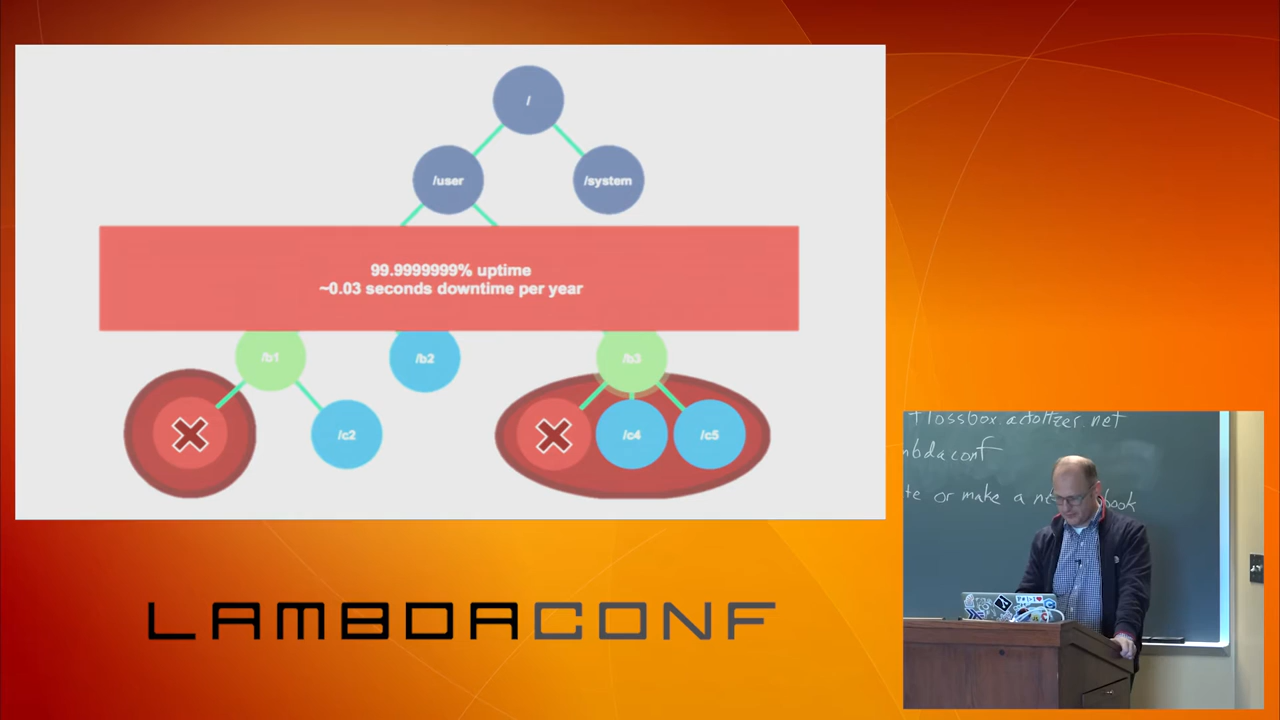 /
/user
/system
99.9999999% uptime
~0.03 seconds downtime per year
/b1
/b2
/b3
/c2
/c4
/c5
flossbox.adoltzer.net
mbdaconf
te or make a ne book
LAMBDACONF